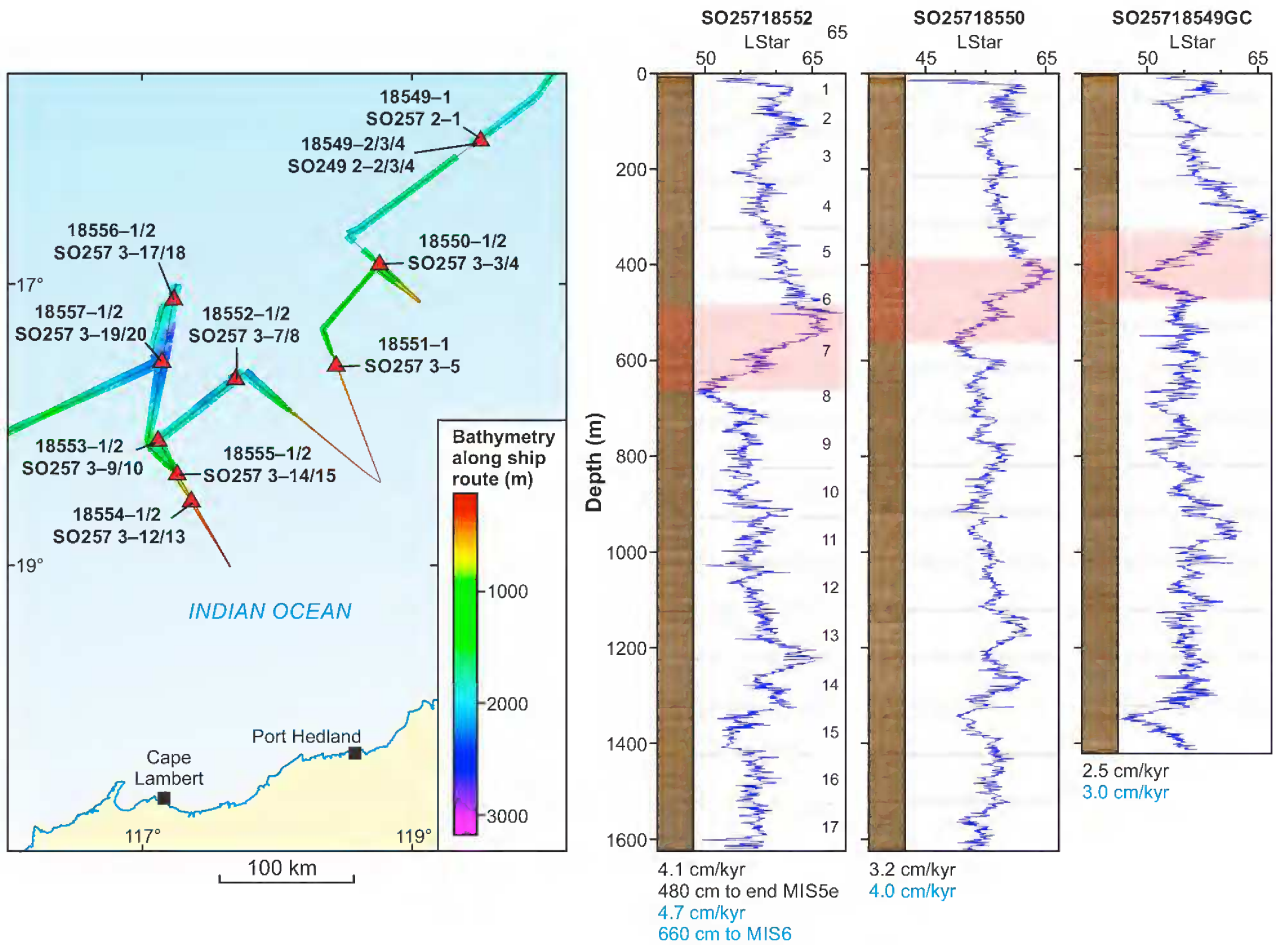 18549–1
SO257 2–1
18549–2/3/4
SO249 2–2/3/4
18556–1/2
SO257 3–17/18
18550–1/2
SO257 3–3/4
17°
18557–1/2
SO257 3–19/20
18552–1/2
SO257 3–7/8
18551–1
SO257 3–5
18553–1/2
SO257 3–9/10
18555–1/2
SO257 3–14/15
18554–1/2
SO257 3–12/13
19°
INDIAN OCEAN
Bathymetry
along ship
route (m)
1000
2000
3000
Port Hedland
Cape
Lambert
117°
119°
100 km
SO25718552
LStar
65
50
65
Depth (m)
0
200
400
600
800
1000
1200
1400
1600
1
2
3
4
5
6
7
8
9
10
11
12
13
14
15
16
17
4.1 cm/kyr
480 cm to end MIS5e
4.7 cm/kyr
660 cm to MIS6
SO25718550
LStar
45
65
3.2 cm/kyr
4.0 cm/kyr
SO25718549GC
LStar
50
65
2.5 cm/kyr
3.0 cm/kyr